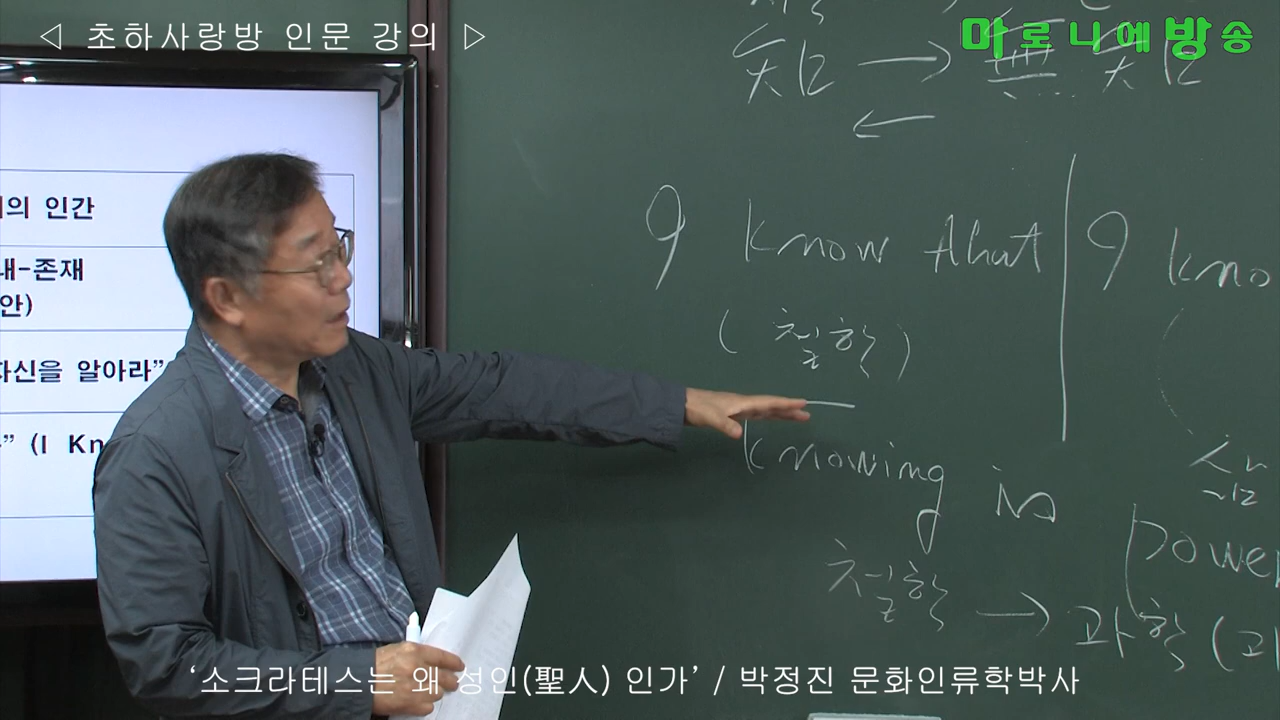 ◁ 초하사랑방 인문 강의 ▷
마로니에방송
의 인간
내-존재
안)
자신을 알아라”
” (I Kn
知 → 無知
←
I know that | I kno
(철학)
knowing is
power
철학 → 과학 (
‘소크라테스는 왜 성인(聖人) 인가’ / 박정진 문화인류학박사